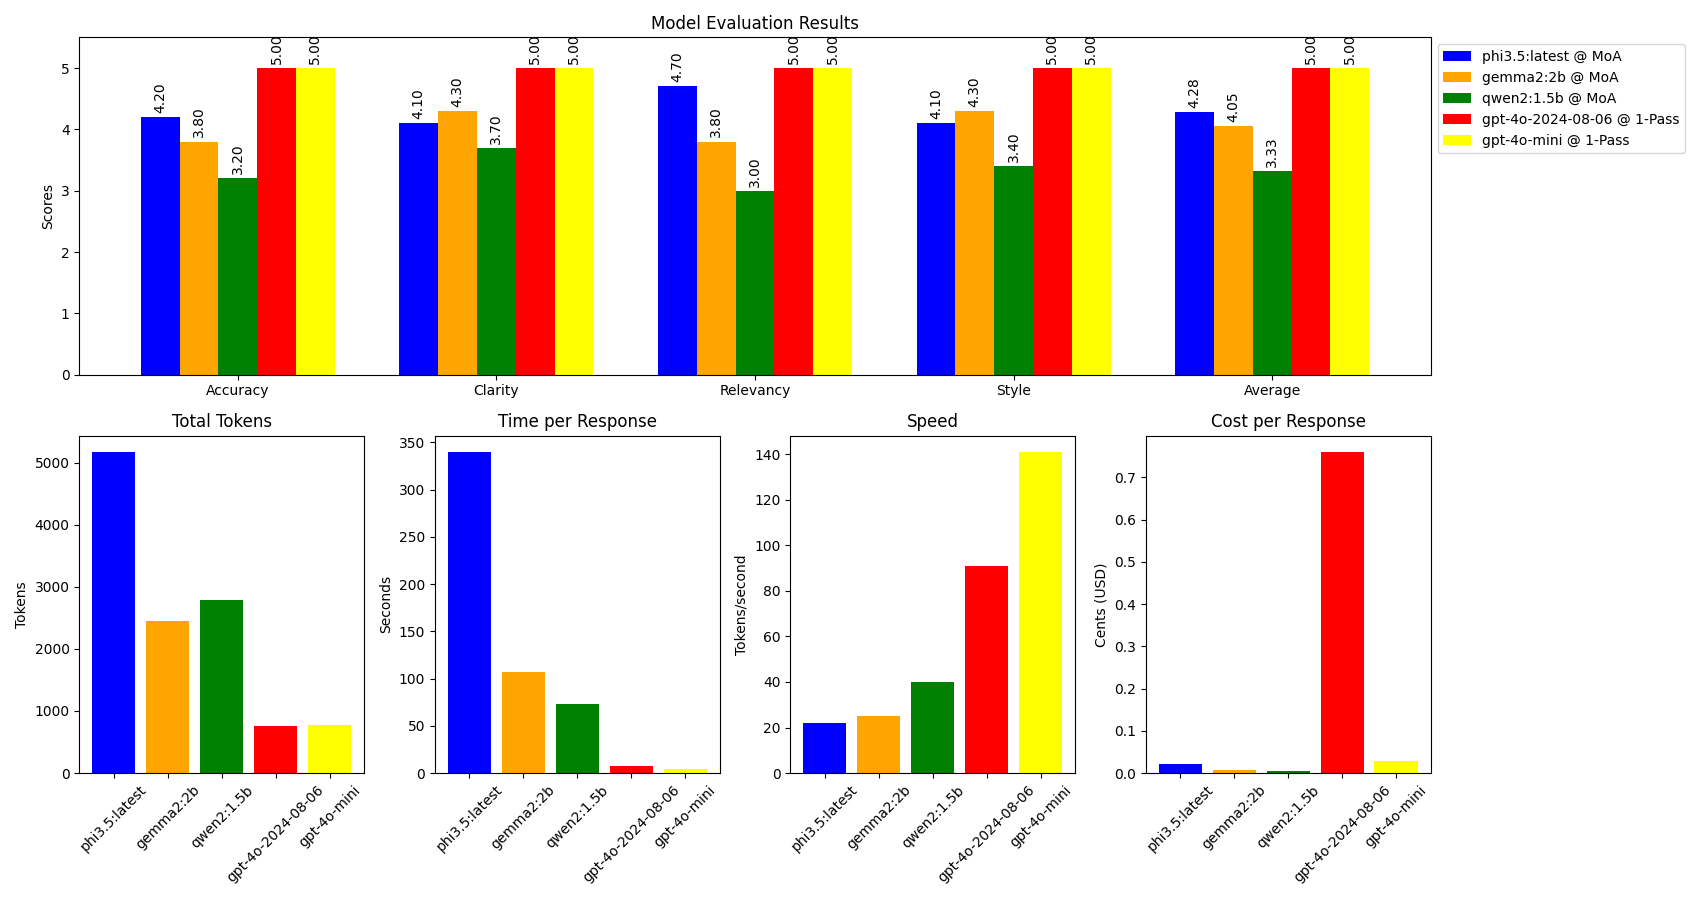 Model Evaluation Results
Scores
5
4
3
2
1
0
4.20
3.80
3.20
5.00
5.00
4.10
4.30
3.70
5.00
5.00
4.70
3.80
3.00
5.00
5.00
4.10
4.30
3.40
5.00
5.00
4.28
4.05
3.33
5.00
5.00
Accuracy
Clarity
Relevancy
Style
Average
phi3.5:latest @ MoA
gemma2:2b @ MoA
qwen2:1.5b @ MoA
gpt-4o-2024-08-06 @ 1-Pass
gpt-4o-mini @ 1-Pass
Total Tokens
Tokens
5000
4000
3000
2000
1000
0
phi3.5:latest
gemma2:2b
qwen2:1.5b
gpt-4o-2024-08-06
gpt-4o-mini
Time per Response
Seconds
350
300
250
200
150
100
50
0
phi3.5:latest
gemma2:2b
qwen2:1.5b
gpt-4o-2024-08-06
gpt-4o-mini
Speed
Tokens/second
140
120
100
80
60
40
20
0
phi3.5:latest
gemma2:2b
qwen2:1.5b
gpt-4o-2024-08-06
gpt-4o-mini
Cost per Response
Cents (USD)
0.7
0.6
0.5
0.4
0.3
0.2
0.1
0.0
phi3.5:latest
gemma2:2b
qwen2:1.5b
gpt-4o-2024-08-06
gpt-4o-mini